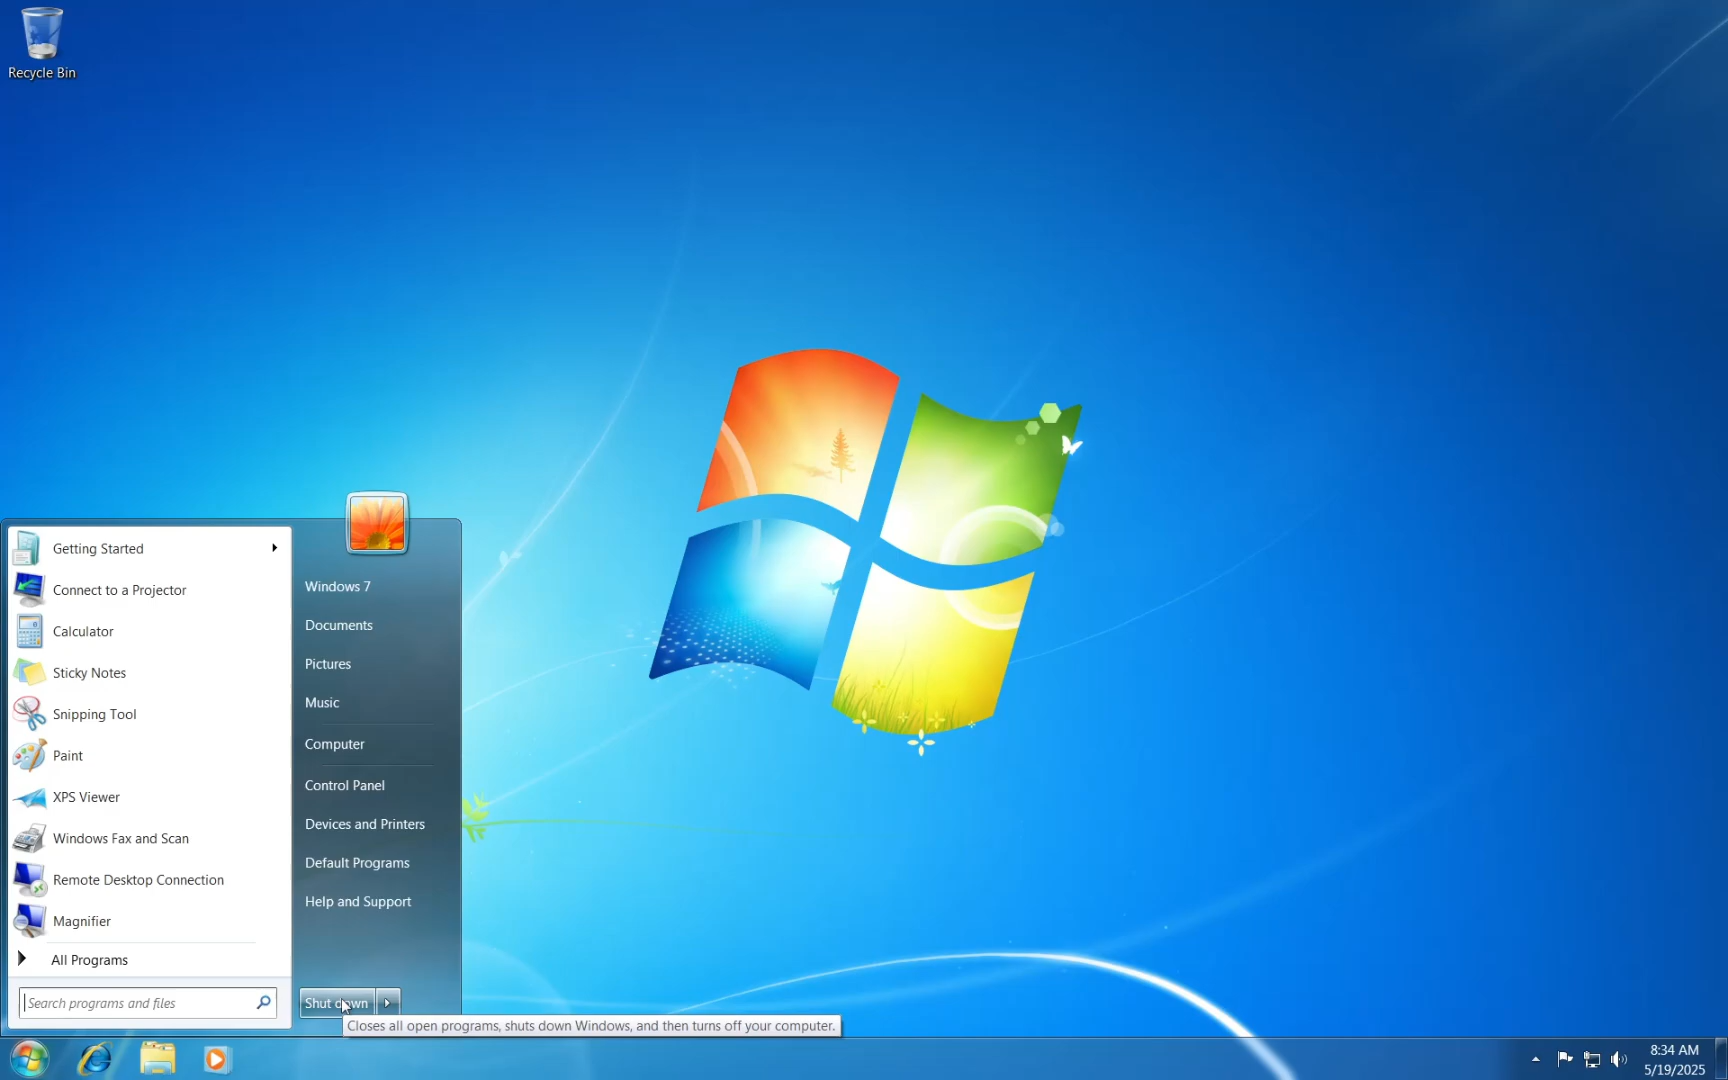 Recycle Bin
Getting Started
Connect to a Projector
Calculator
Sticky Notes
Snipping Tool
Paint
XPS Viewer
Windows Fax and Scan
Remote Desktop Connection
Magnifier
All Programs
Search programs and files
Windows 7
Documents
Pictures
Music
Computer
Control Panel
Devices and Printers
Default Programs
Help and Support
Shut down
Closes all open programs, shuts down Windows, and then turns off your computer.
8:34 AM
5/19/2025